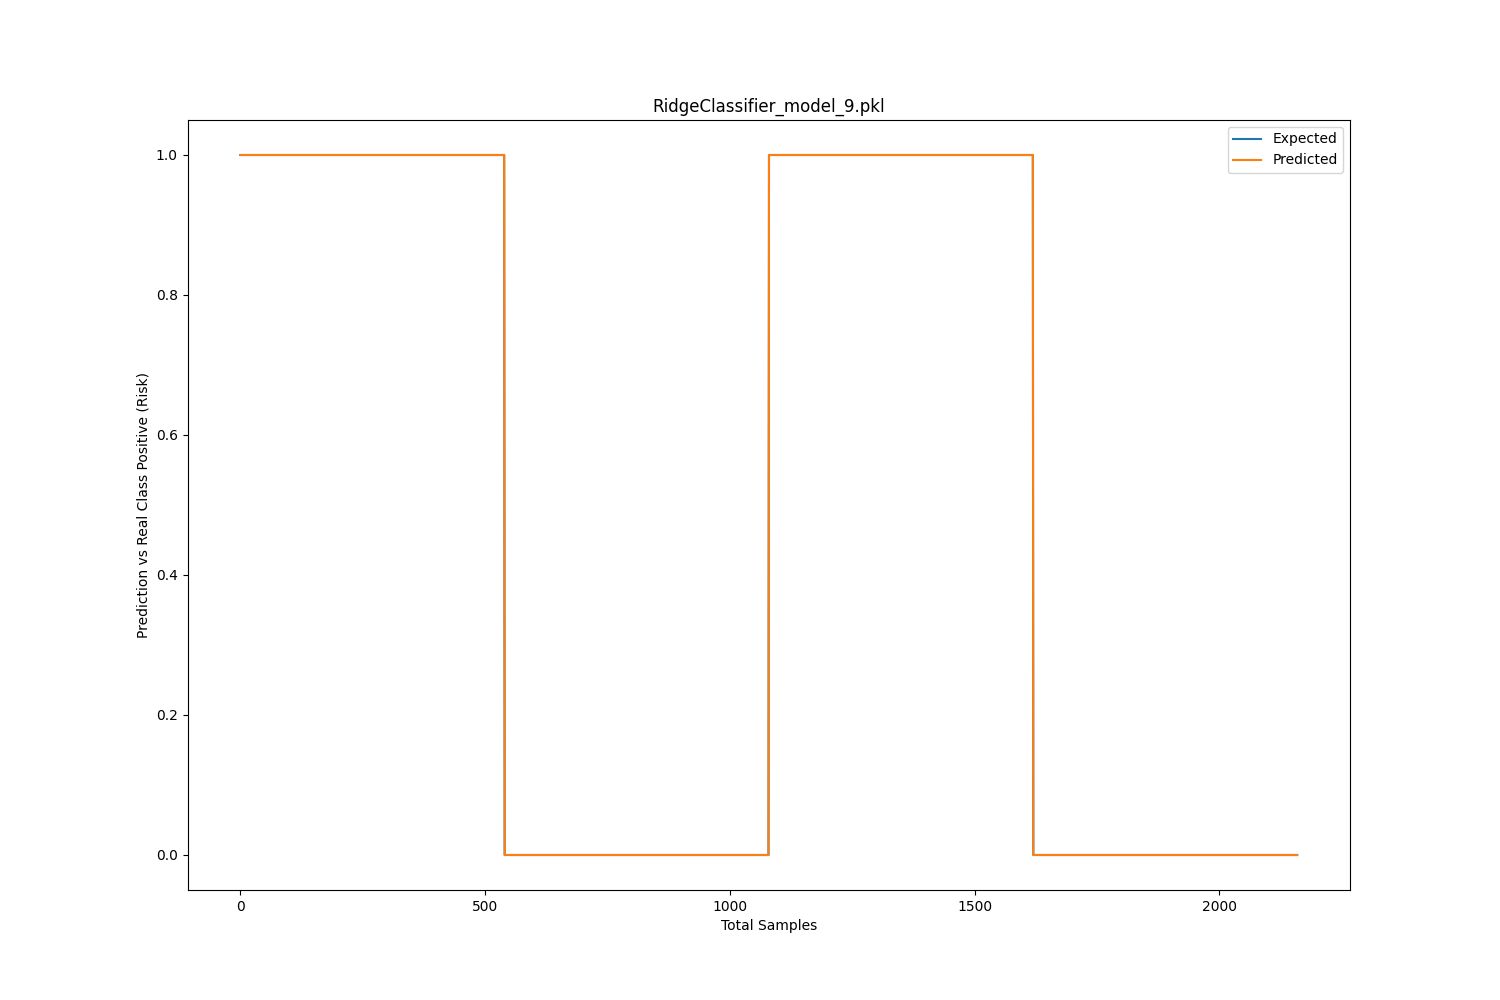 RidgeClassifier_model_9.pkl
Expected
Predicted
1.0
0.8
0.6
0.4
0.2
0.0
Prediction vs Real Class Positive (Risk)
0
500
1000
1500
2000
Total Samples